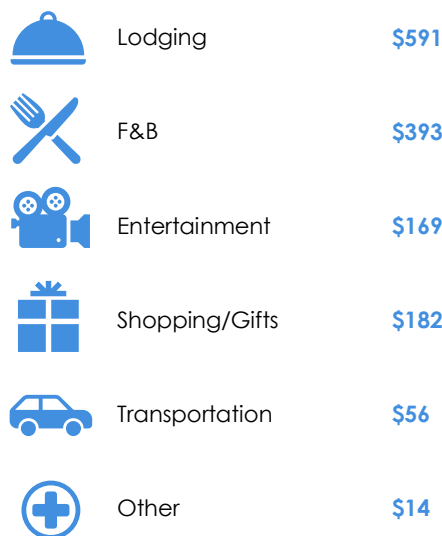 Lodging $591
F&B $393
Entertainment $169
Shopping/Gifts $182
Transportation $56
Other $14